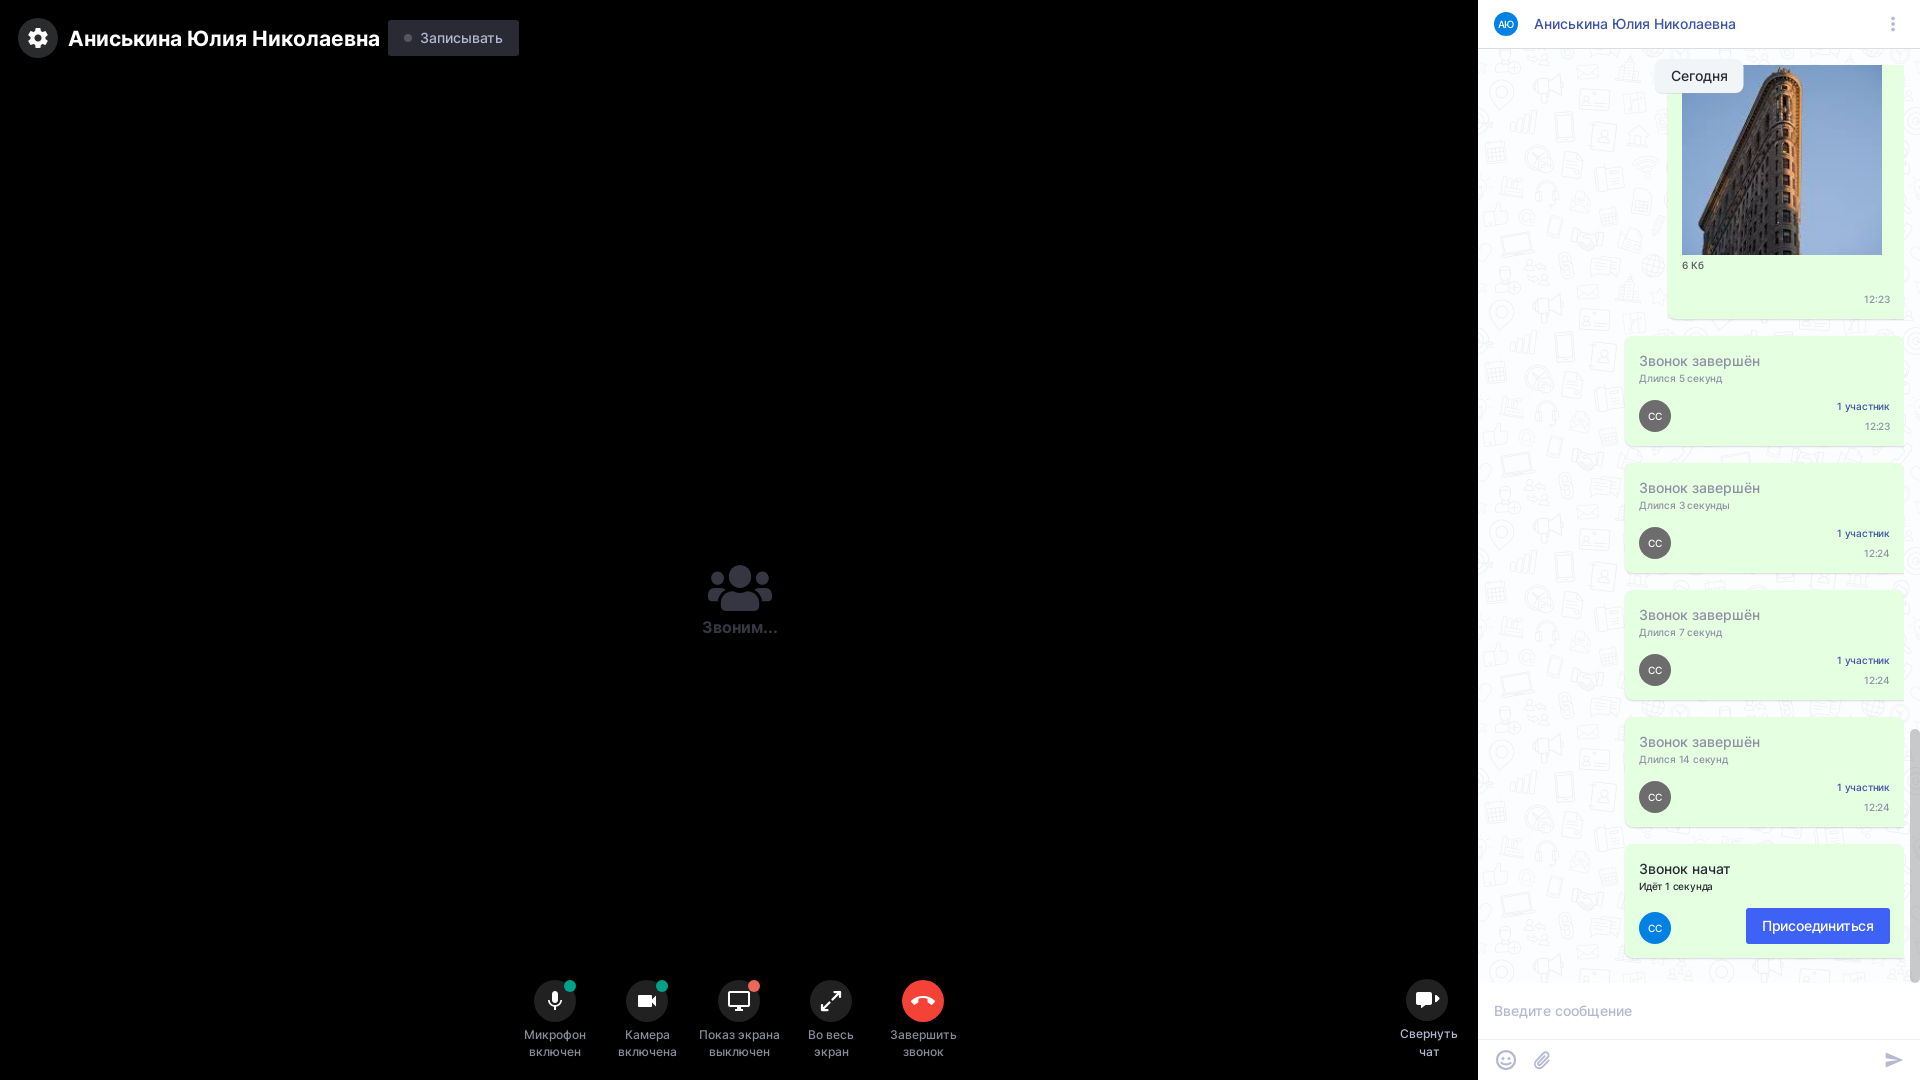 Аниськина Юлия Николаевна
Записывать
Звоним...
Микрофон
включен
Камера
включена
Показ экрана
выключен
Во весь
экран
Завершить
звонок
Свернуть
чат
АЮ
Аниськина Юлия Николаевна
Сегодня
6 Кб
12:23
Звонок завершён
Длился 5 секунд
СС
1 участник
12:23
Звонок завершён
Длился 3 секунды
СС
1 участник
12:24
Звонок завершён
Длился 7 секунд
СС
1 участник
12:24
Звонок завершён
Длился 14 секунд
СС
1 участник
12:24
Звонок начат
Идёт 1 секунда
СС
Присоединиться
Введите сообщение